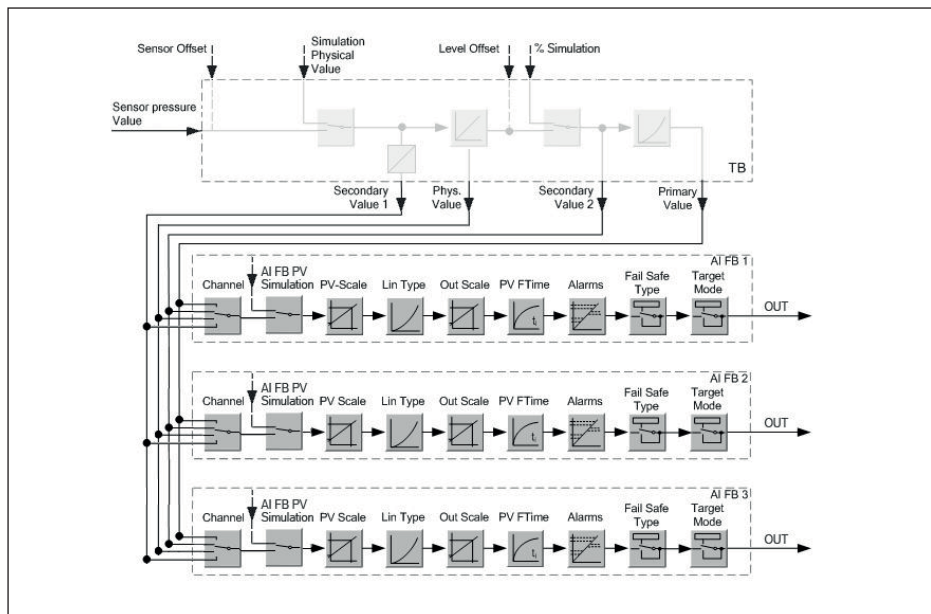 Sensor Offset
Simulation
Physical
Value
Level Offset
% Simulation
Sensor pressure
Value
TB
Secondary
Value 1
Phys.
Value
Secondary
Value 2
Primary
Value
AI FB 1
Channel
AI FB PV
Simulation
PV-Scale
Lin Type
Out Scale
PV FTime
Alarms
Fail Safe
Type
Target
Mode
OUT
t
AI FB 2
Channel
AI FB PV
Simulation
PV Scale
Lin Type
Out Scale
PV FTime
Alarms
Fail Safe
Type
Target
Mode
OUT
t
AI FB 3
Channel
AI FB PV
Simulation
PV Scale
Lin Type
Out Scale
PV FTime
Alarms
Fail Safe
Type
Target
Mode
OUT
t